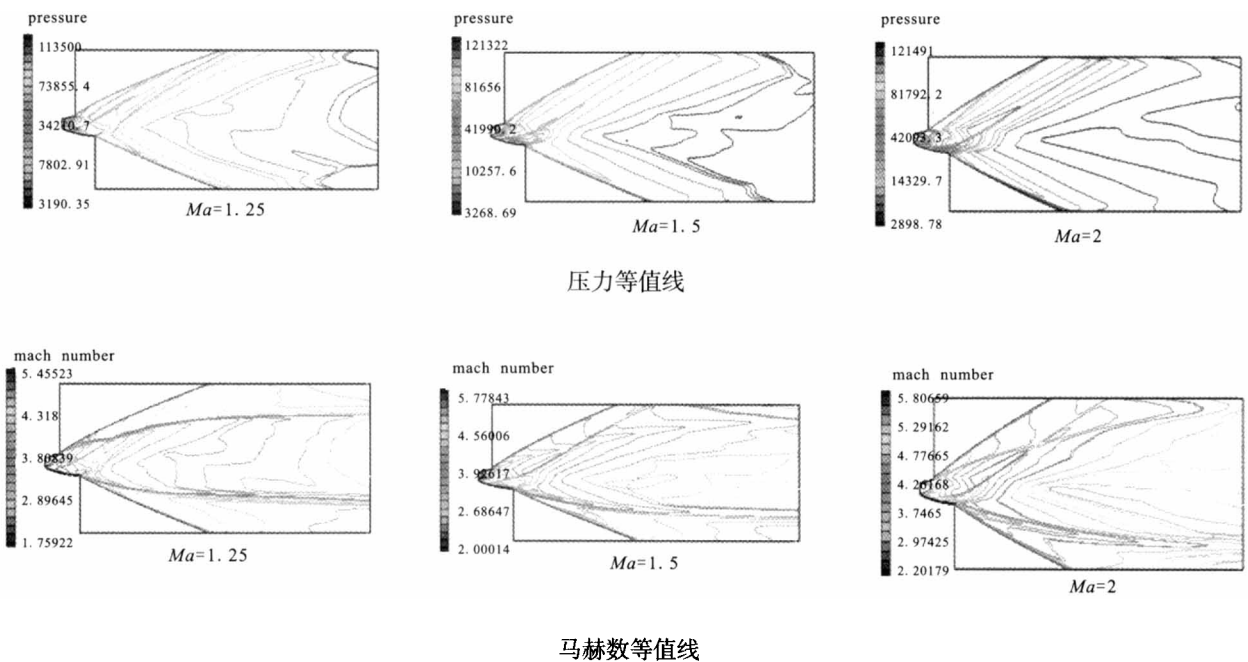 pressure
113500
73855. 4
34210. 7
7802. 91
3190. 35
Ma=1. 25
pressure
121322
81656
41990. 2
10257. 6
3268. 69
Ma=1. 5
pressure
121491
81792. 2
42093. 3
14329. 7
2898. 78
Ma=2
压力等值线
mach number
5. 45523
4. 318
3. 80839
2. 89645
1. 75922
Ma=1. 25
mach number
5. 77843
4. 56006
2. 68647
2. 00014
Ma=1. 5
mach number
5. 80659
5. 29162
4. 77665
4. 26168
3. 7465
2. 97425
2. 20179
Ma=2
马赫数等值线